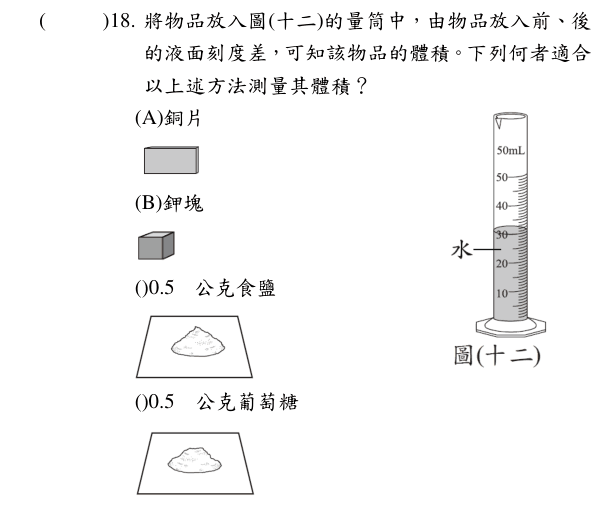 (　　)18. 將物品放入圖(十二)的量筒中，由物品放入前、後
的液面刻度差，可知該物品的體積。下列何者適合
以上述方法測量其體積？
(A)銅片
(B)鉀塊
()0.5　公克食鹽
()0.5　公克葡萄糖
50mL
50
40
30
水
20
10
圖(十二)